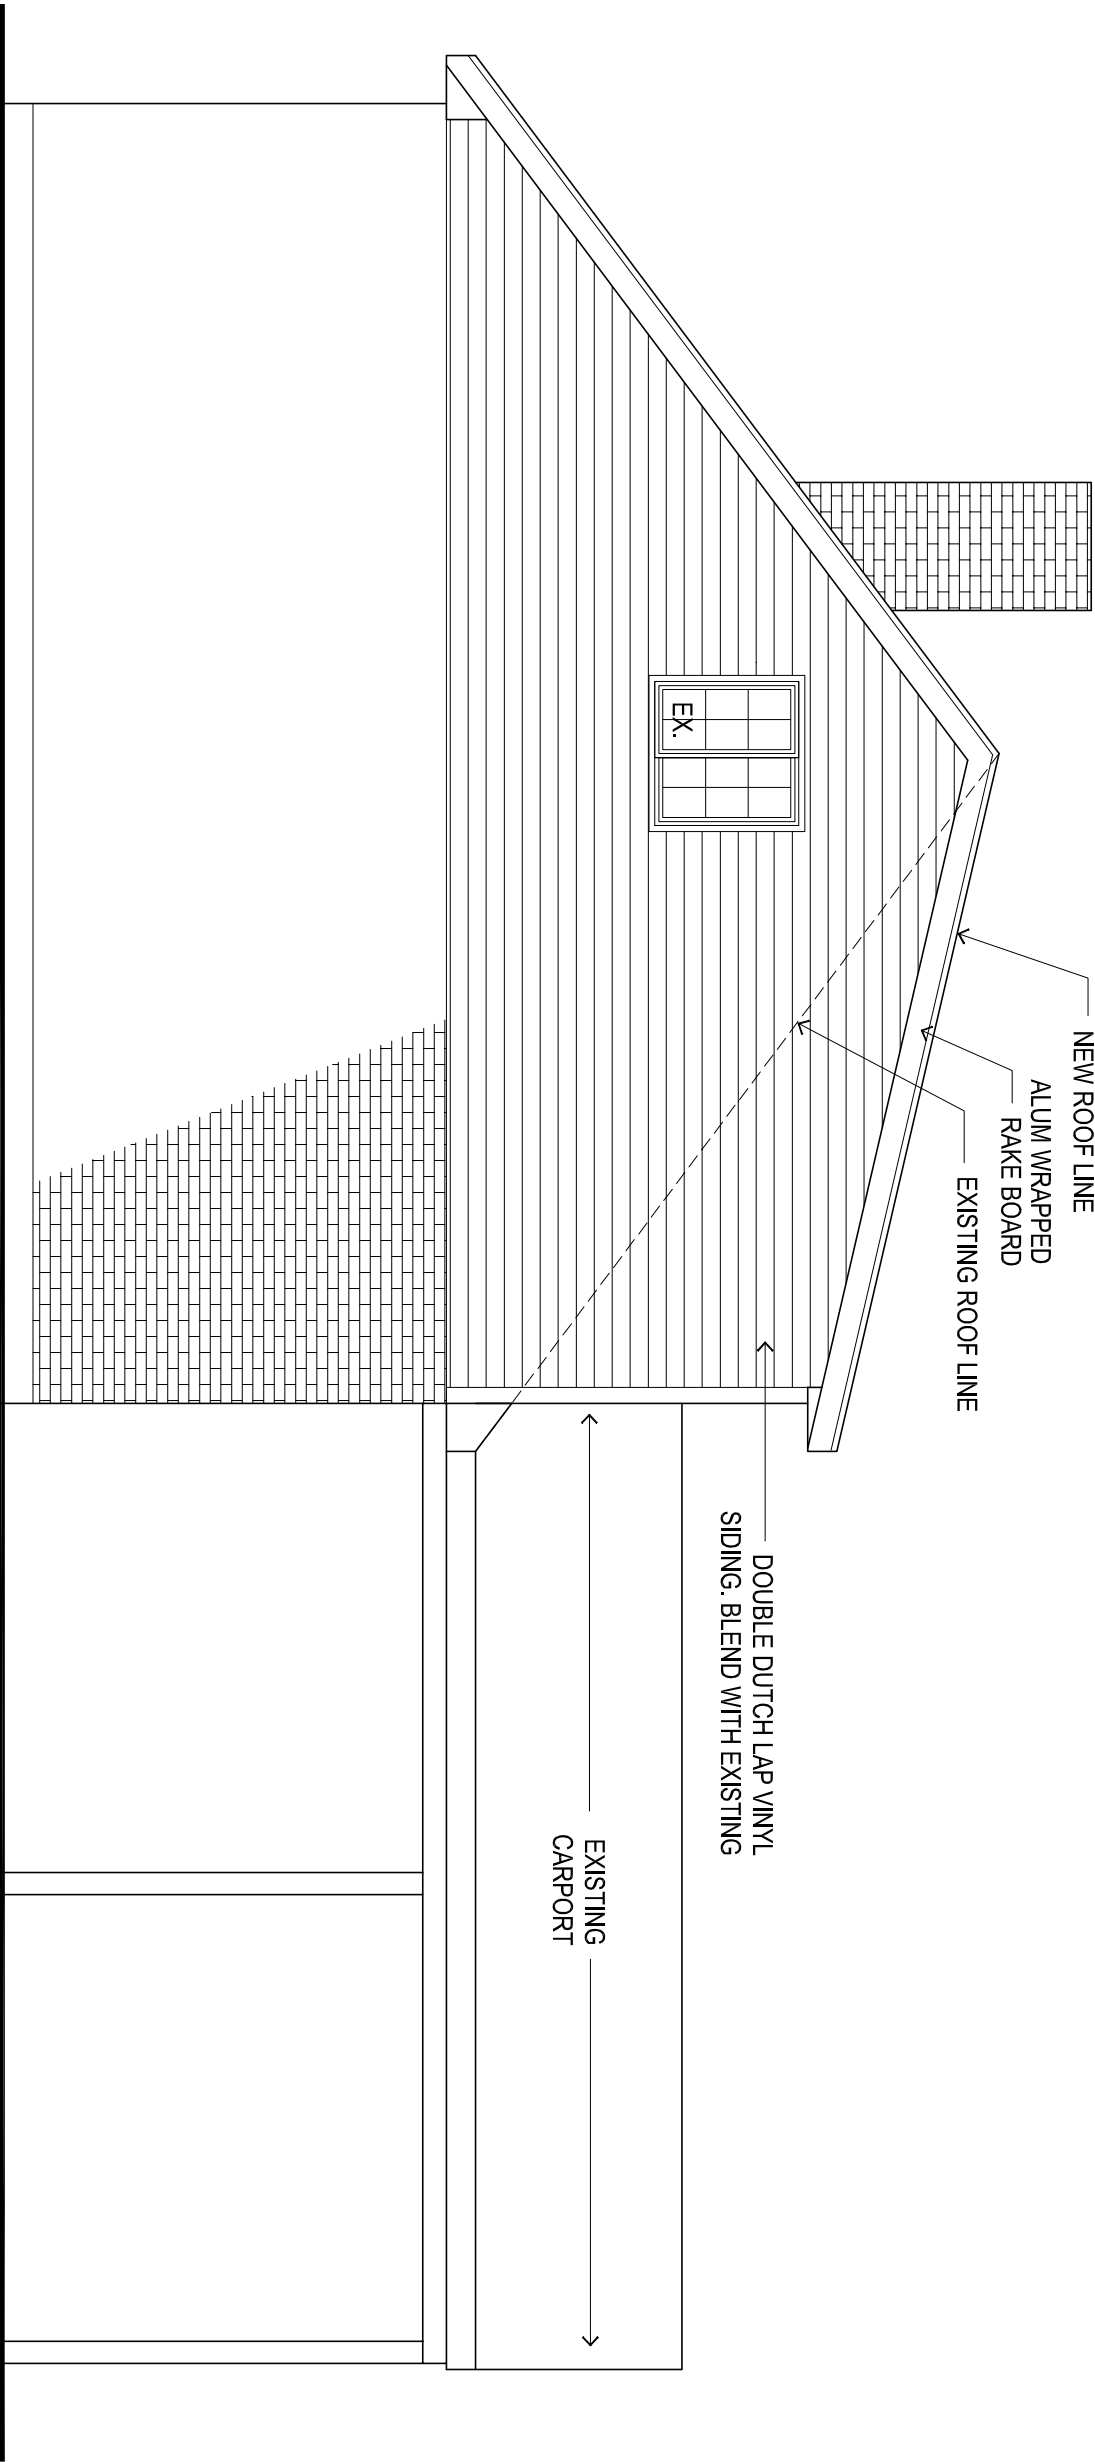 NEW ROOF LINE
ALUM WRAPPED
RAKE BOARD
EXISTING ROOF LINE
DOUBLE DUTCH LAP VINYL
SIDING. BLEND WITH EXISTING
EX.
EXISTING
CARPORT